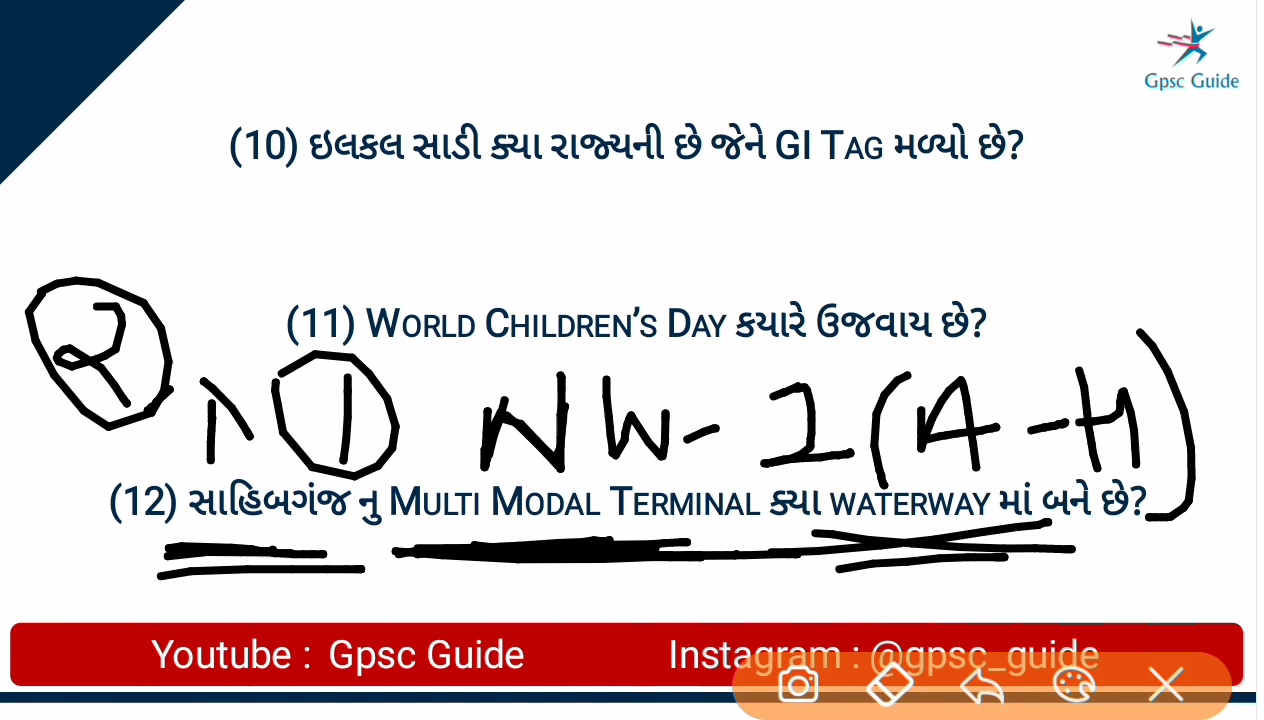 Gpsc Guide
(10) ઇલકલ સાડી ક્યા રાજ્યની છે જેને GI TAG મળ્યો છે?
(11) WORLD CHILDREN'S DAY કયારે ઉજવાય છે?
૨
1 NW-I (A-H)
(12) સાહિબગંજ નુ MULTI MODAL TERMINAL ક્યા WATERWAY માં બને છે?
Youtube : Gpsc Guide Instagram : @gpsc_guide